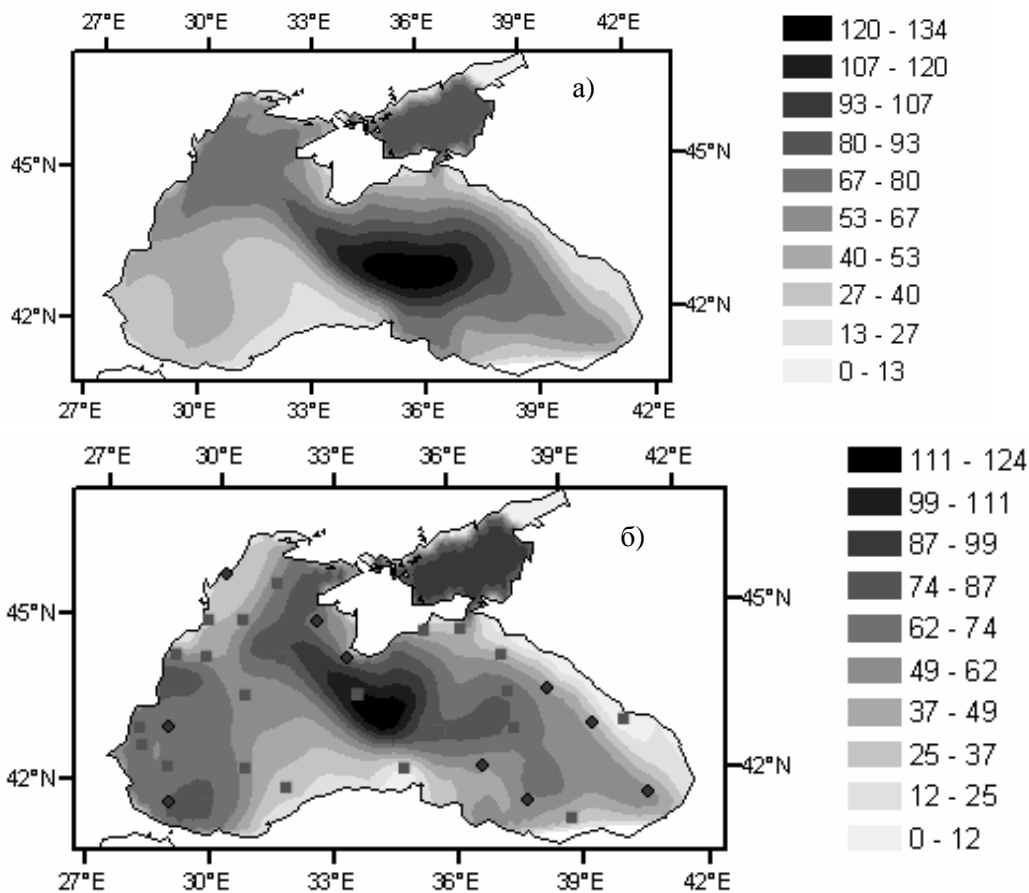 27°E 30°E 33°E 36°E 39°E 42°E
а)
45°N 45°N
42°N 42°N
27°E 30°E 33°E 36°E 39°E 42°E
120 - 134
107 - 120
93 - 107
80 - 93
67 - 80
53 - 67
40 - 53
27 - 40
13 - 27
0 - 13
27°E 30°E 33°E 36°E 39°E 42°E
б)
45°N 45°N
42°N 42°N
27°E 30°E 33°E 36°E 39°E 42°E
111 - 124
99 - 111
87 - 99
74 - 87
62 - 74
49 - 62
37 - 49
25 - 37
12 - 25
0 - 12